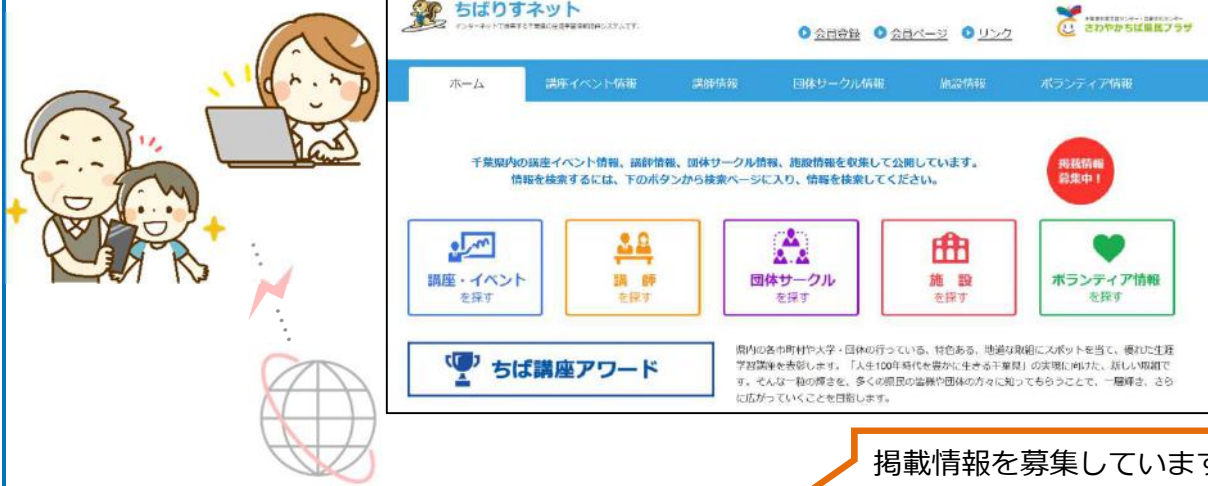 ちばりすネット
インターネットで検索する千葉県の生涯学習情報提供システムです。
会員登録 会員ページ リンク
さわやかちば県民プラザ
ホーム 講座イベント情報 講師情報 団体サークル情報 施設情報 ボランティア情報
千葉県内の講座イベント情報、講師情報、団体サークル情報、施設情報を収集して公開しています。
情報を検索するには、下のボタンから検索ページに入り、情報を検索してください。
掲載情報
募集中！
講座・イベント
を探す
講 師
を探す
団体サークル
を探す
施 設
を探す
ボランティア情報
を探す
ちば講座アワード
県内の各市町村や大学・団体の行っている、特色ある、地道な取組にスポットを当て、優れた生涯
学習講座を表彰します。「人生100年時代を豊かに生きる千葉県」の実現に向けた、新しい取組で
す。そんな一粒の輝きを、多くの県民の皆様や団体の方々に知ってもらうことで、一層輝き、さら
に広がっていくことを目指します。
掲載情報を募集しています